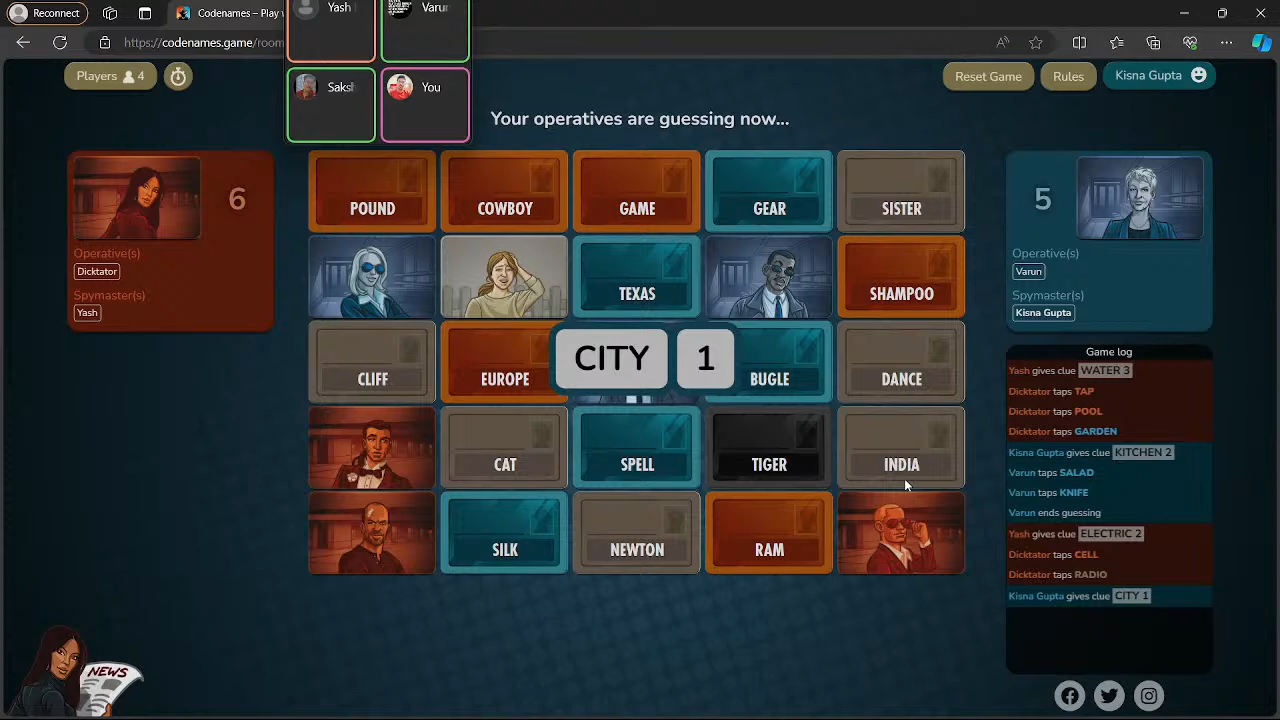 Reconnect
Codenames - Play
https://codenames.game/room
Yash
Varun
Saksh
You
Players 4
Reset Game
Rules
Kisna Gupta
Your operatives are guessing now...
6
Operative(s)
Dicktator
Spymaster(s)
Yash
5
Operative(s)
Varun
Spymaster(s)
Kisna Gupta
POUND
COWBOY
GAME
GEAR
SISTER
TEXAS
SHAMPOO
CLIFF
EUROPE
CITY 1
BUGLE
DANCE
CAT
SPELL
TIGER
INDIA
SILK
NEWTON
RAM
Game log
Yash gives clue WATER 3
Dicktator taps TAP
Dicktator taps POOL
Dicktator taps GARDEN
Kisna Gupta gives clue KITCHEN 2
Varun taps SALAD
Varun taps KNIFE
Varun ends guessing
Yash gives clue ELECTRIC 2
Dicktator taps CELL
Dicktator taps RADIO
Kisna Gupta gives clue CITY 1
NEWS